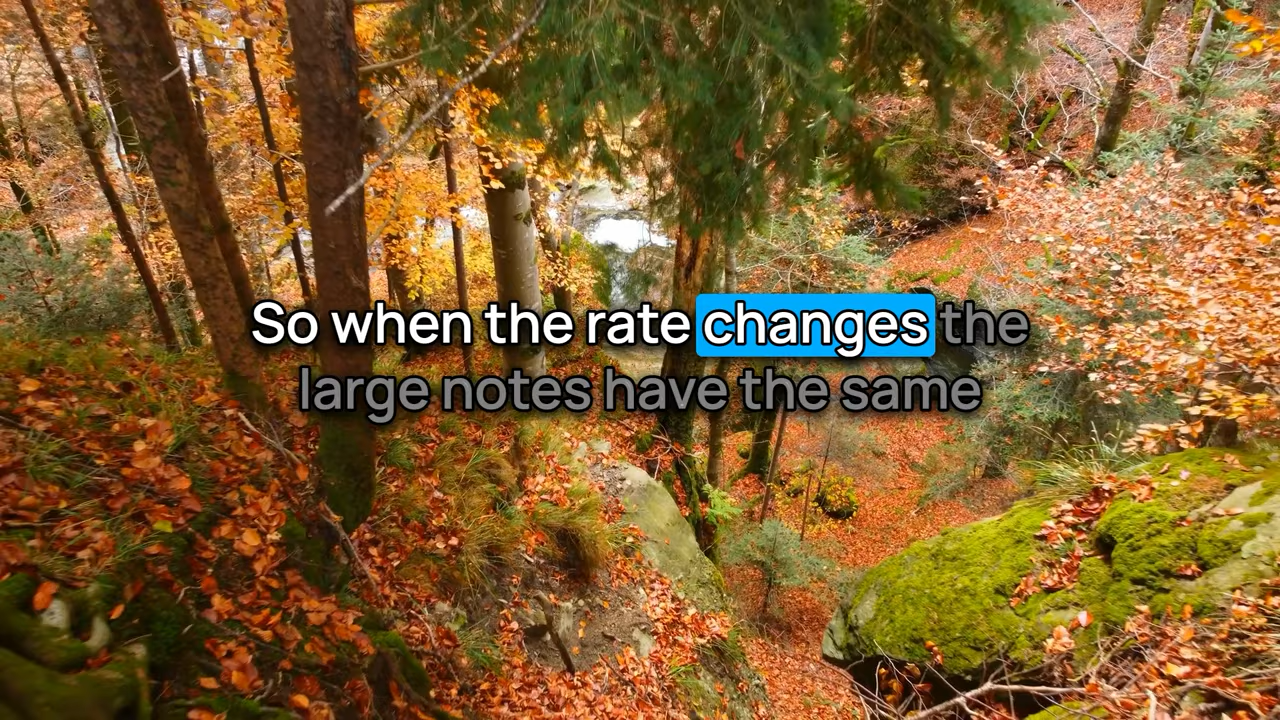 So when the rate changes the
large notes have the same